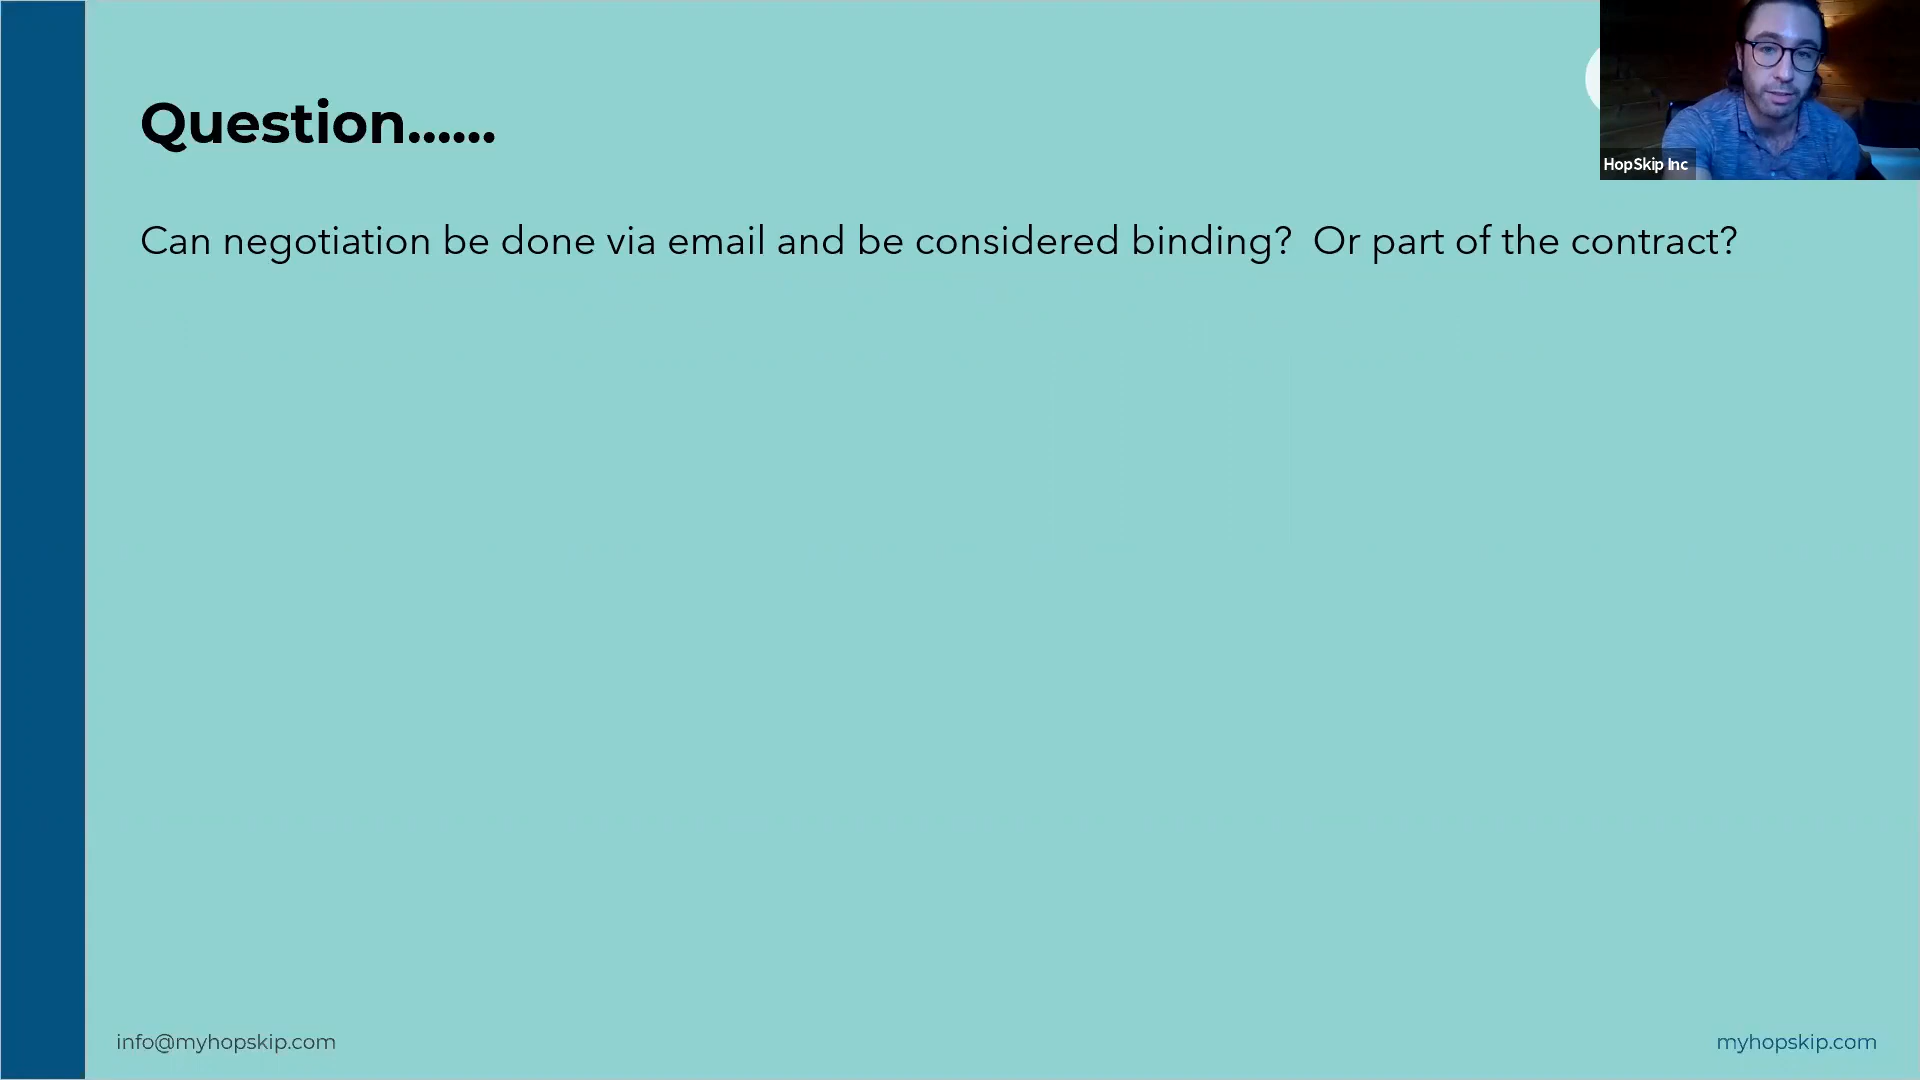 Question......
HopSkip Inc
Can negotiation be done via email and be considered binding?  Or part of the contract?
info@myhopskip.com
myhopskip.com